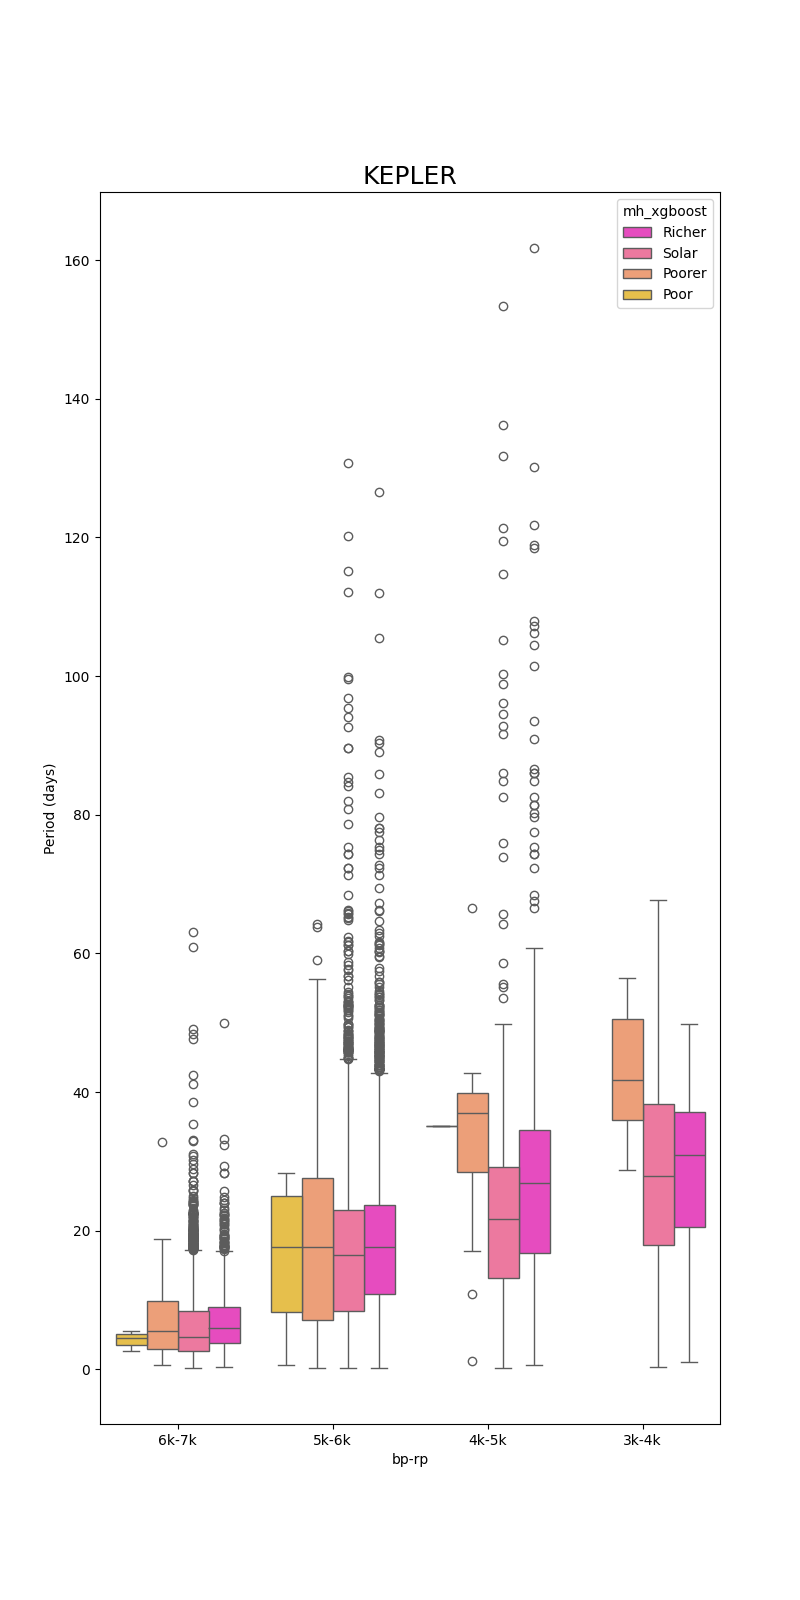 KEPLER
mh_xgboost
Richer
Solar
Poorer
Poor
160
140
120
100
80
60
40
20
0
Period (days)
6k-7k 5k-6k 4k-5k 3k-4k
bp-rp